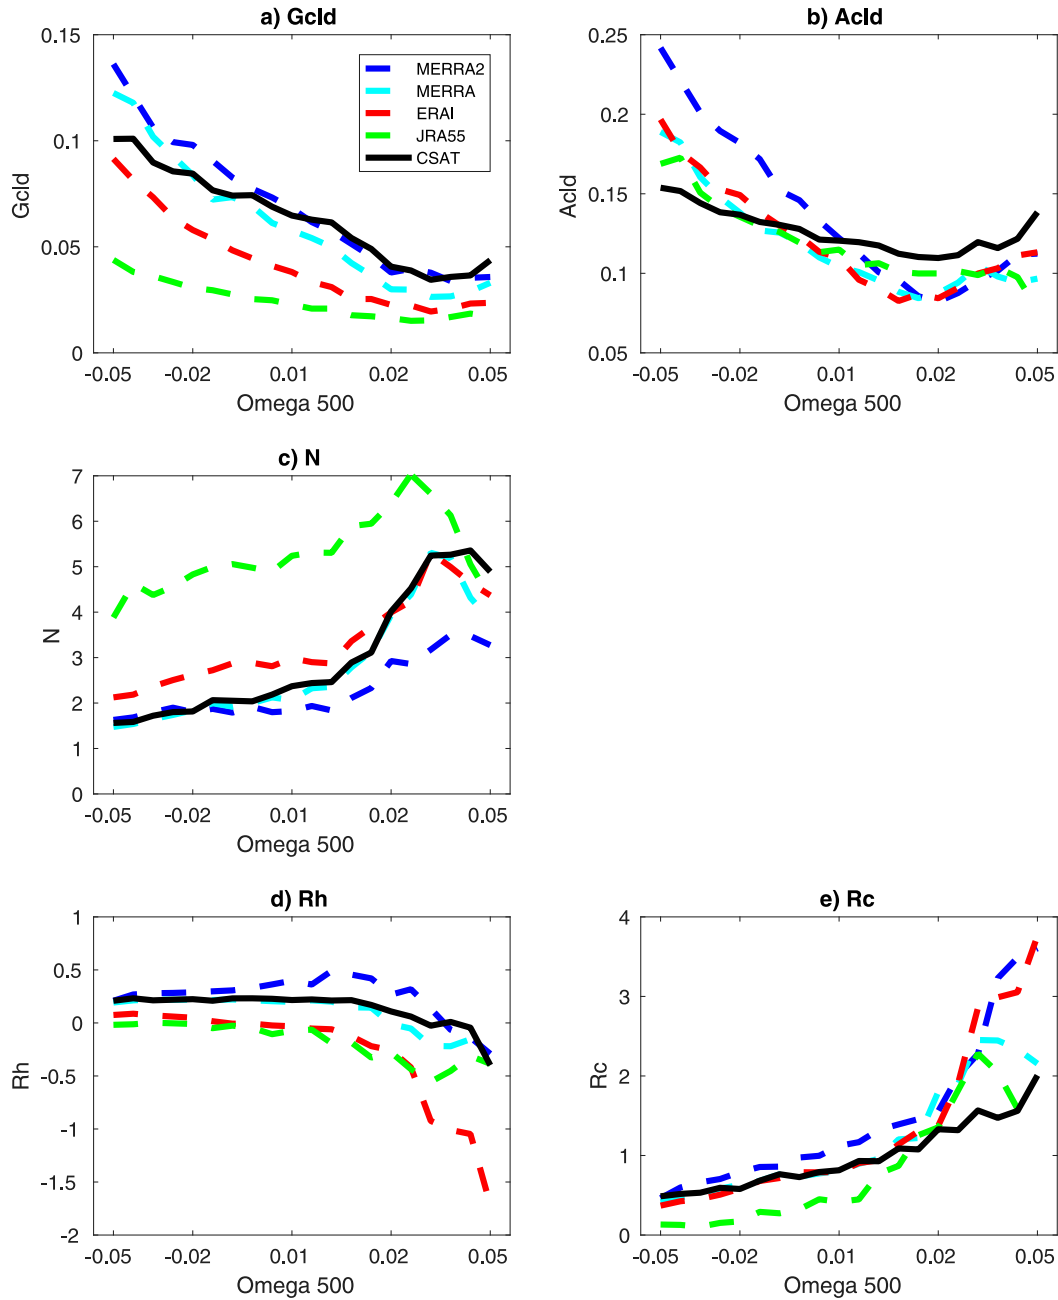 a) Gcld
0.15
0.1
0.05
0
Gcld
MERRA2
MERRA
ERAI
JRA55
CSAT
-0.05 -0.02 0.01 0.02 0.05
Omega 500
b) Acld
0.25
0.2
0.15
0.1
0.05
Acld
-0.05 -0.02 0.01 0.02 0.05
Omega 500
c) N
7
6
5
4
3
2
1
0
N
-0.05 -0.02 0.01 0.02 0.05
Omega 500
d) Rh
1
0.5
0
-0.5
-1
-1.5
-2
Rh
-0.05 -0.02 0.01 0.02 0.05
Omega 500
e) Rc
4
3
2
1
0
Rc
-0.05 -0.02 0.01 0.02 0.05
Omega 500